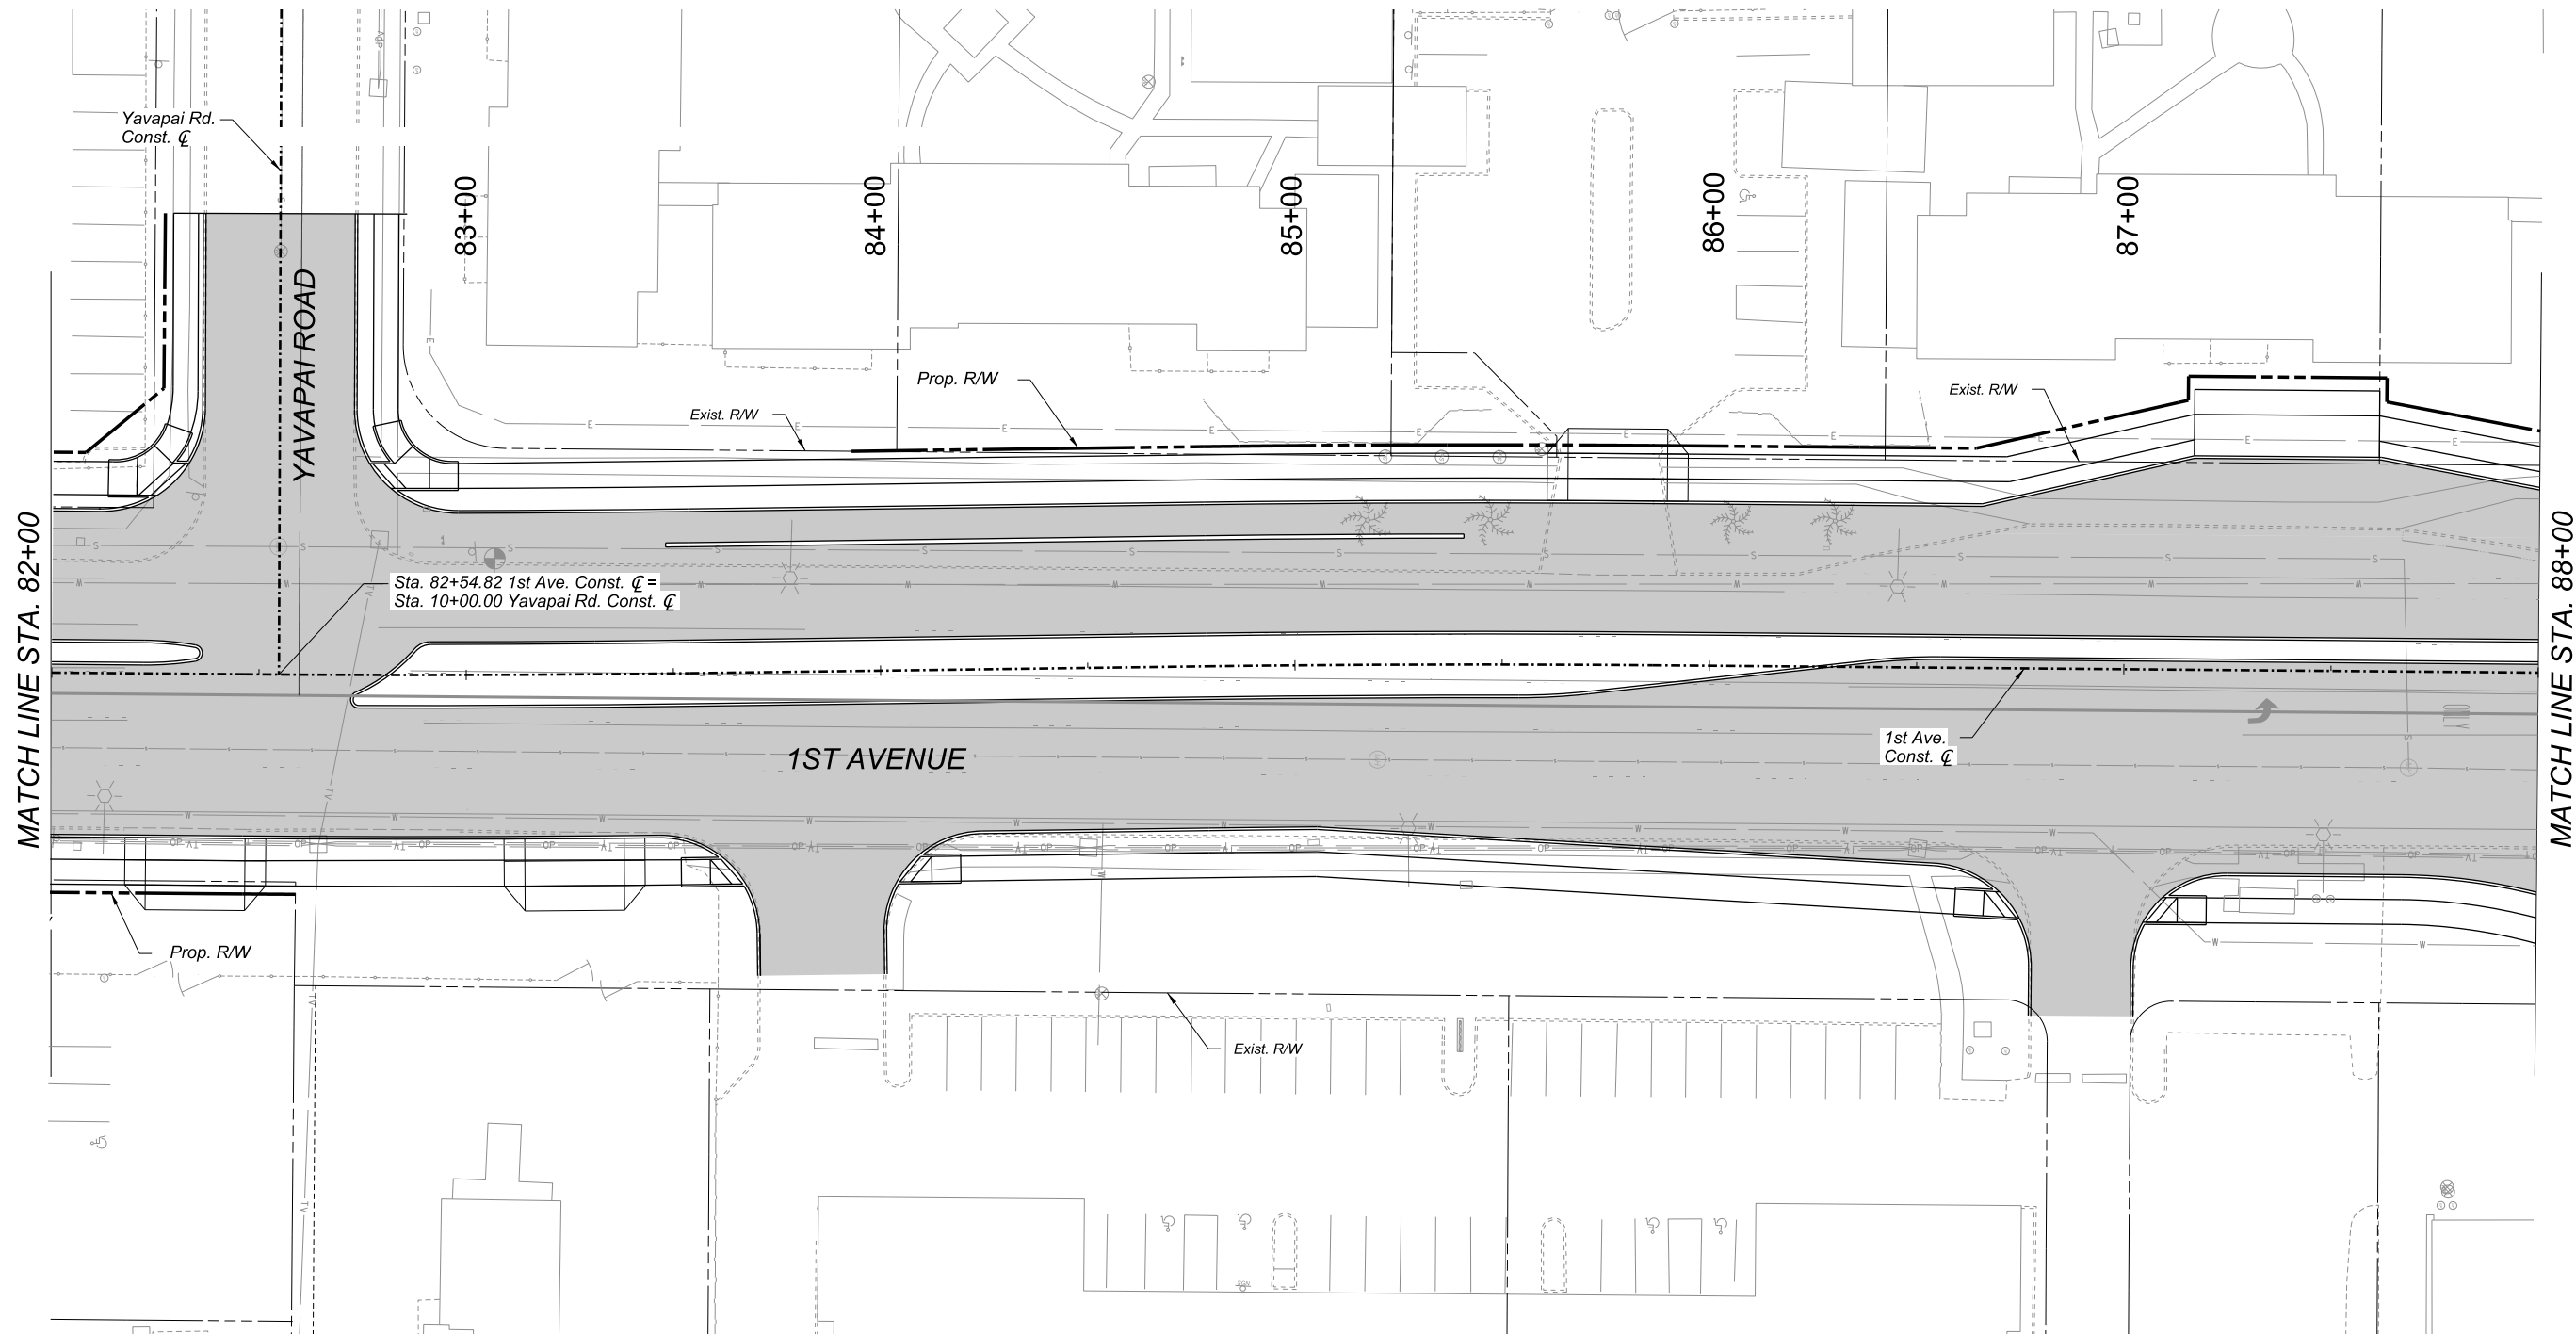 Yavapai Rd.
Const. ℄
83+00
84+00
85+00
86+00
87+00
YAVAPAI ROAD
Prop. R/W
Exist. R/W
Exist. R/W
MATCH LINE STA. 82+00
MATCH LINE STA. 88+00
Sta. 82+54.82 1st Ave. Const. ℄ =
Sta. 10+00.00 Yavapai Rd. Const. ℄
1ST AVENUE
1st Ave.
Const. ℄
Prop. R/W
Exist. R/W